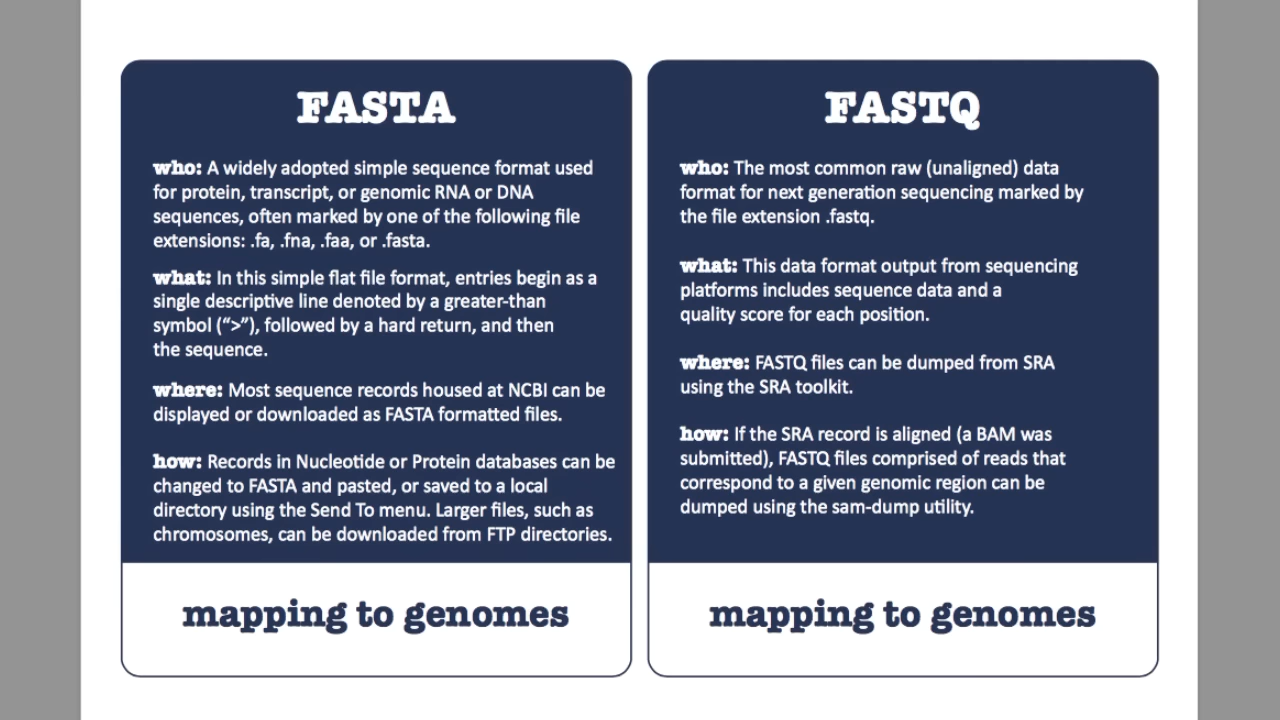 FASTA
who: A widely adopted simple sequence format used
for protein, transcript, or genomic RNA or DNA
sequences, often marked by one of the following file
extensions: .fa, .fna, .faa, or .fasta.
what: In this simple flat file format, entries begin as a
single descriptive line denoted by a greater-than
symbol (“>”), followed by a hard return, and then
the sequence.
where: Most sequence records housed at NCBI can be
displayed or downloaded as FASTA formatted files.
how: Records in Nucleotide or Protein databases can be
changed to FASTA and pasted, or saved to a local
directory using the Send To menu. Larger files, such as
chromosomes, can be downloaded from FTP directories.
mapping to genomes
FASTQ
who: The most common raw (unaligned) data
format for next generation sequencing marked by
the file extension .fastq.
what: This data format output from sequencing
platforms includes sequence data and a
quality score for each position.
where: FASTQ files can be dumped from SRA
using the SRA toolkit.
how: If the SRA record is aligned (a BAM was
submitted), FASTQ files comprised of reads that
correspond to a given genomic region can be
dumped using the sam-dump utility.
mapping to genomes